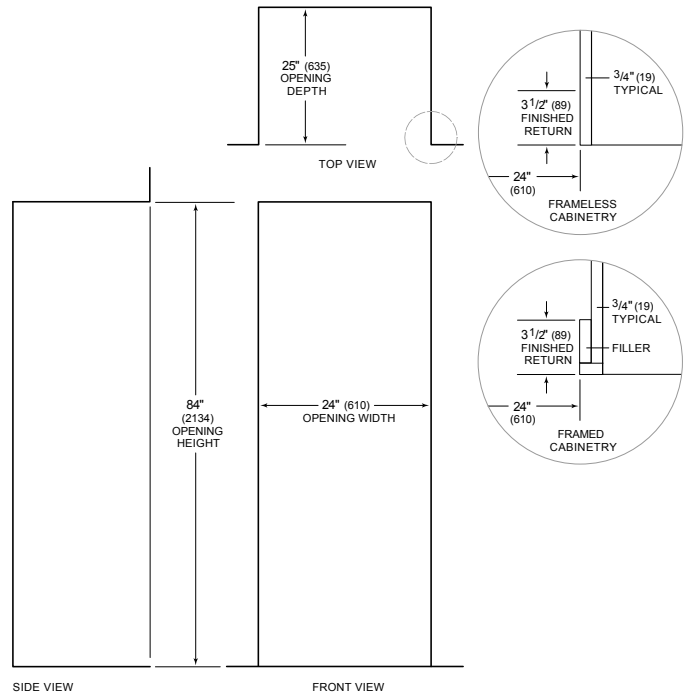 25" (635)
OPENING
DEPTH
TOP VIEW
3/4" (19)
TYPICAL
3 1/2" (89)
FINISHED
RETURN
24"
(610)
FRAMELESS
CABINETRY
3/4" (19)
TYPICAL
3 1/2" (89)
FINISHED
RETURN
FILLER
24"
(610)
FRAMED
CABINETRY
84"
(2134)
OPENING
HEIGHT
24" (610)
OPENING WIDTH
SIDE VIEW
FRONT VIEW